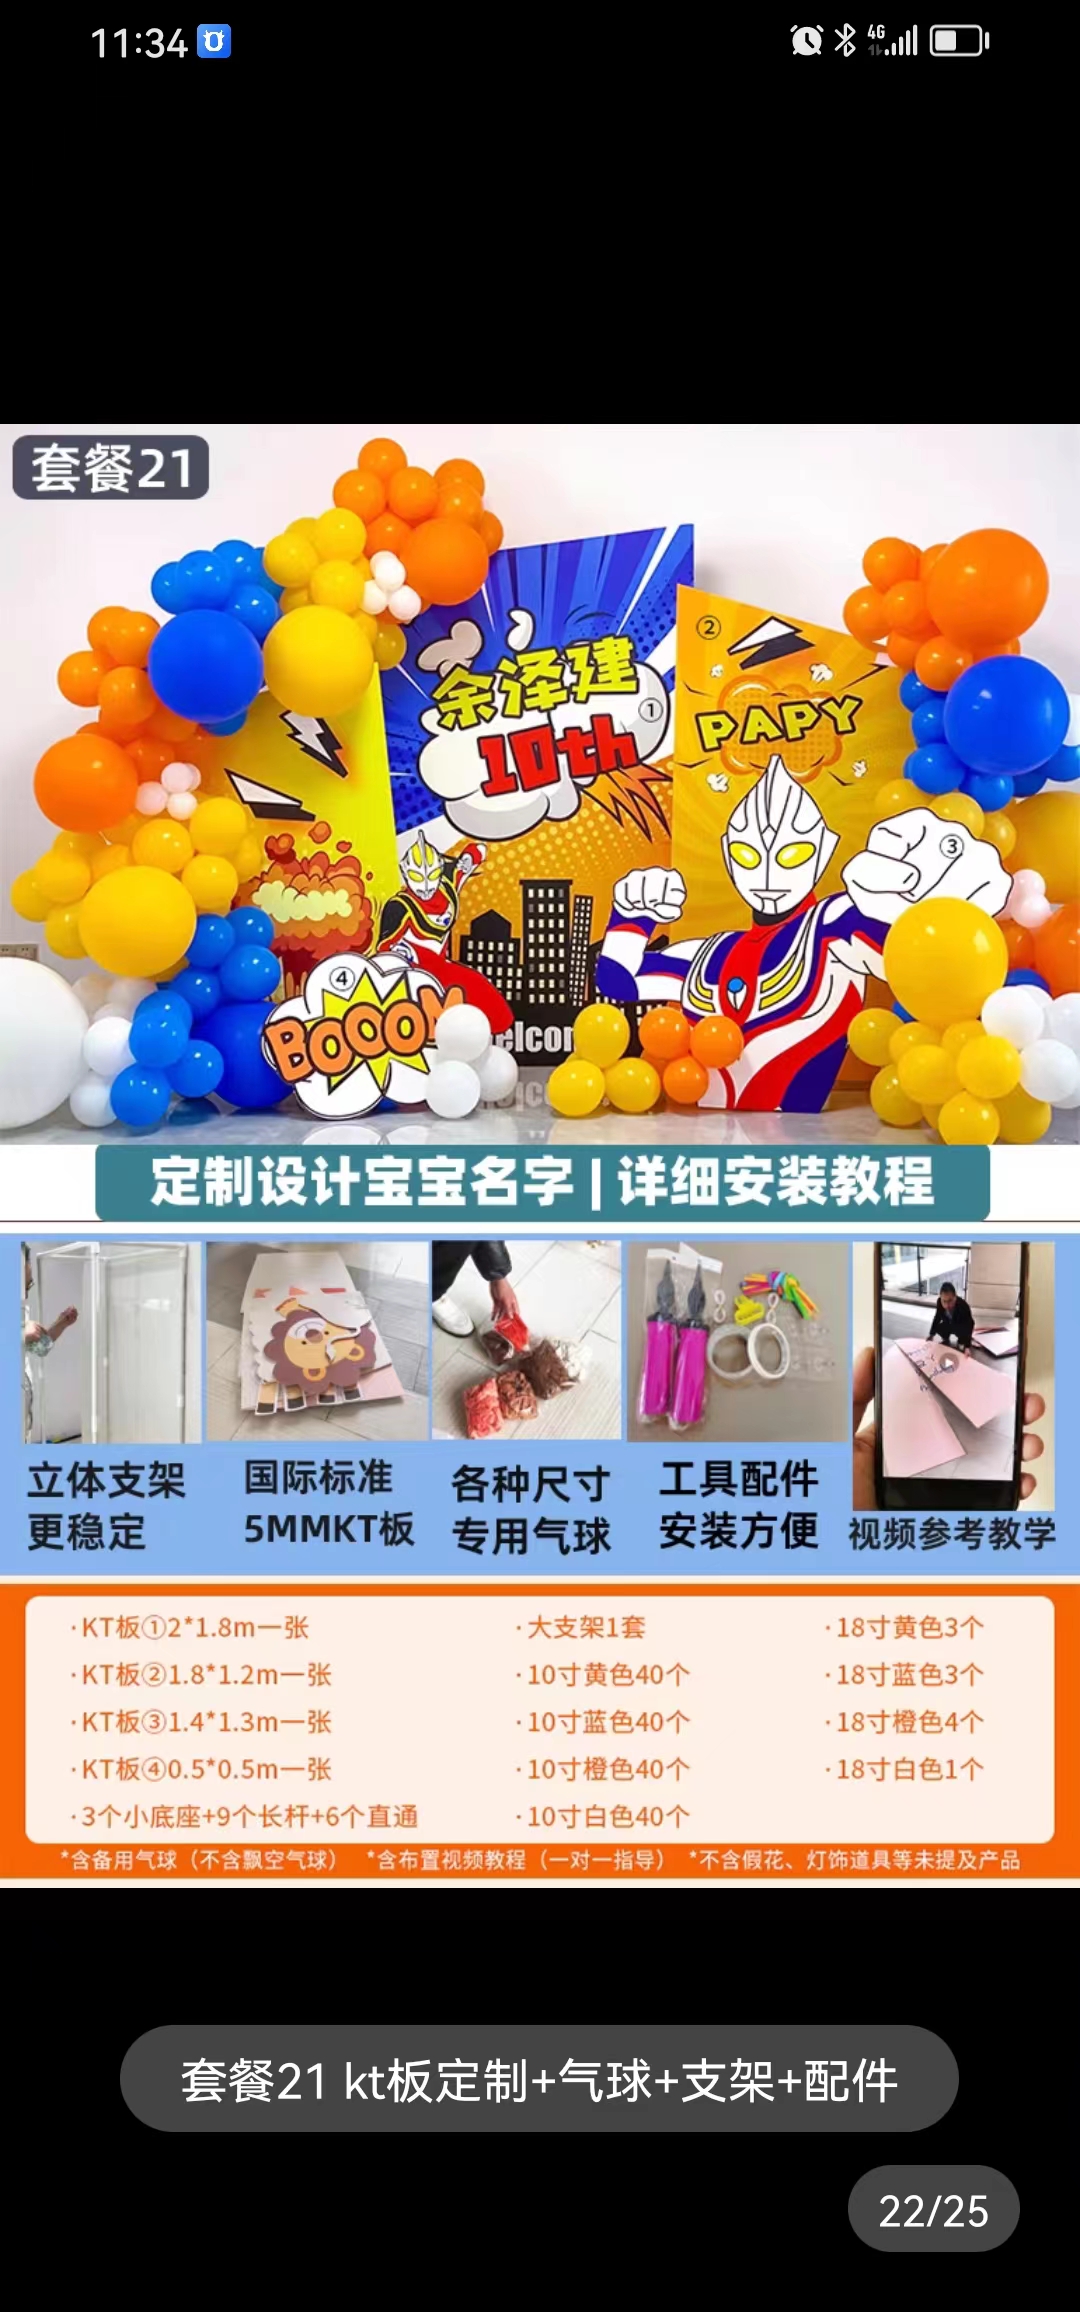 11:34
4G
套餐21
余泽建
①
10th
②
PAPY
③
④
BOOOM
elcom
定制设计宝宝名字 | 详细安装教程
立体支架
更稳定
国际标准
5MMKT板
各种尺寸
专用气球
工具配件
安装方便
视频参考教学
·KT板①2*1.8m一张
·大支架1套
·18寸黄色3个
·KT板②1.8*1.2m一张
·10寸黄色40个
·18寸蓝色3个
·KT板③1.4*1.3m一张
·10寸蓝色40个
·18寸橙色4个
·KT板④0.5*0.5m一张
·10寸橙色40个
·18寸白色1个
·3个小底座+9个长杆+6个直通
·10寸白色40个
*含备用气球（不含飘空气球） *含布置视频教程（一对一指导） *不含假花、灯饰道具等未提及产品
套餐21 kt板定制+气球+支架+配件
22/25